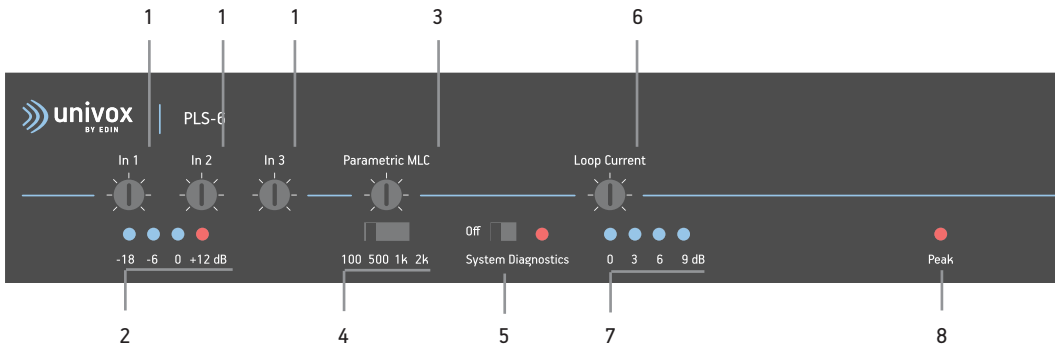 1 1 1 3 6
univox
BY EDIN
PLS-6
In 1 In 2 In 3 Parametric MLC Loop Current
Off
-18 -6 0 +12 dB 100 500 1k 2k System Diagnostics 0 3 6 9 dB Peak
2 4 5 7 8